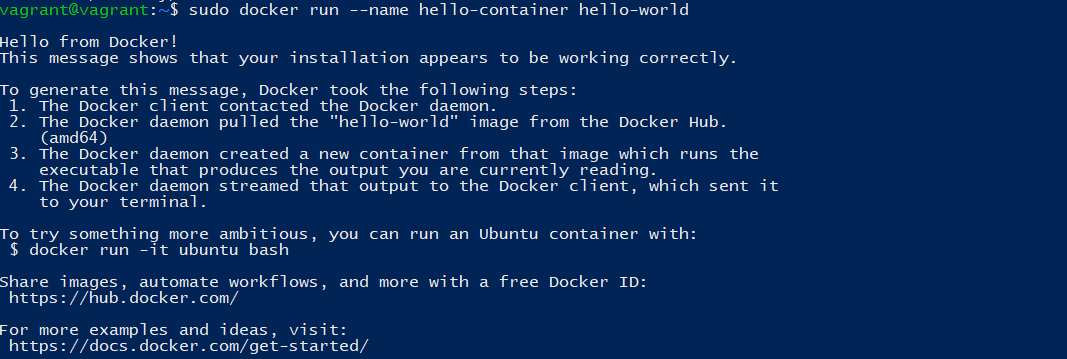 vagrant@vagrant:~$ sudo docker run --name hello-container hello-world
Hello from Docker!
This message shows that your installation appears to be working correctly.
To generate this message, Docker took the following steps:
1. The Docker client contacted the Docker daemon.
2. The Docker daemon pulled the "hello-world" image from the Docker Hub.
(amd64)
3. The Docker daemon created a new container from that image which runs the
executable that produces the output you are currently reading.
4. The Docker daemon streamed that output to the Docker client, which sent it
to your terminal.
To try something more ambitious, you can run an Ubuntu container with:
$ docker run -it ubuntu bash
Share images, automate workflows, and more with a free Docker ID:
https://hub.docker.com/
For more examples and ideas, visit:
https://docs.docker.com/get-started/